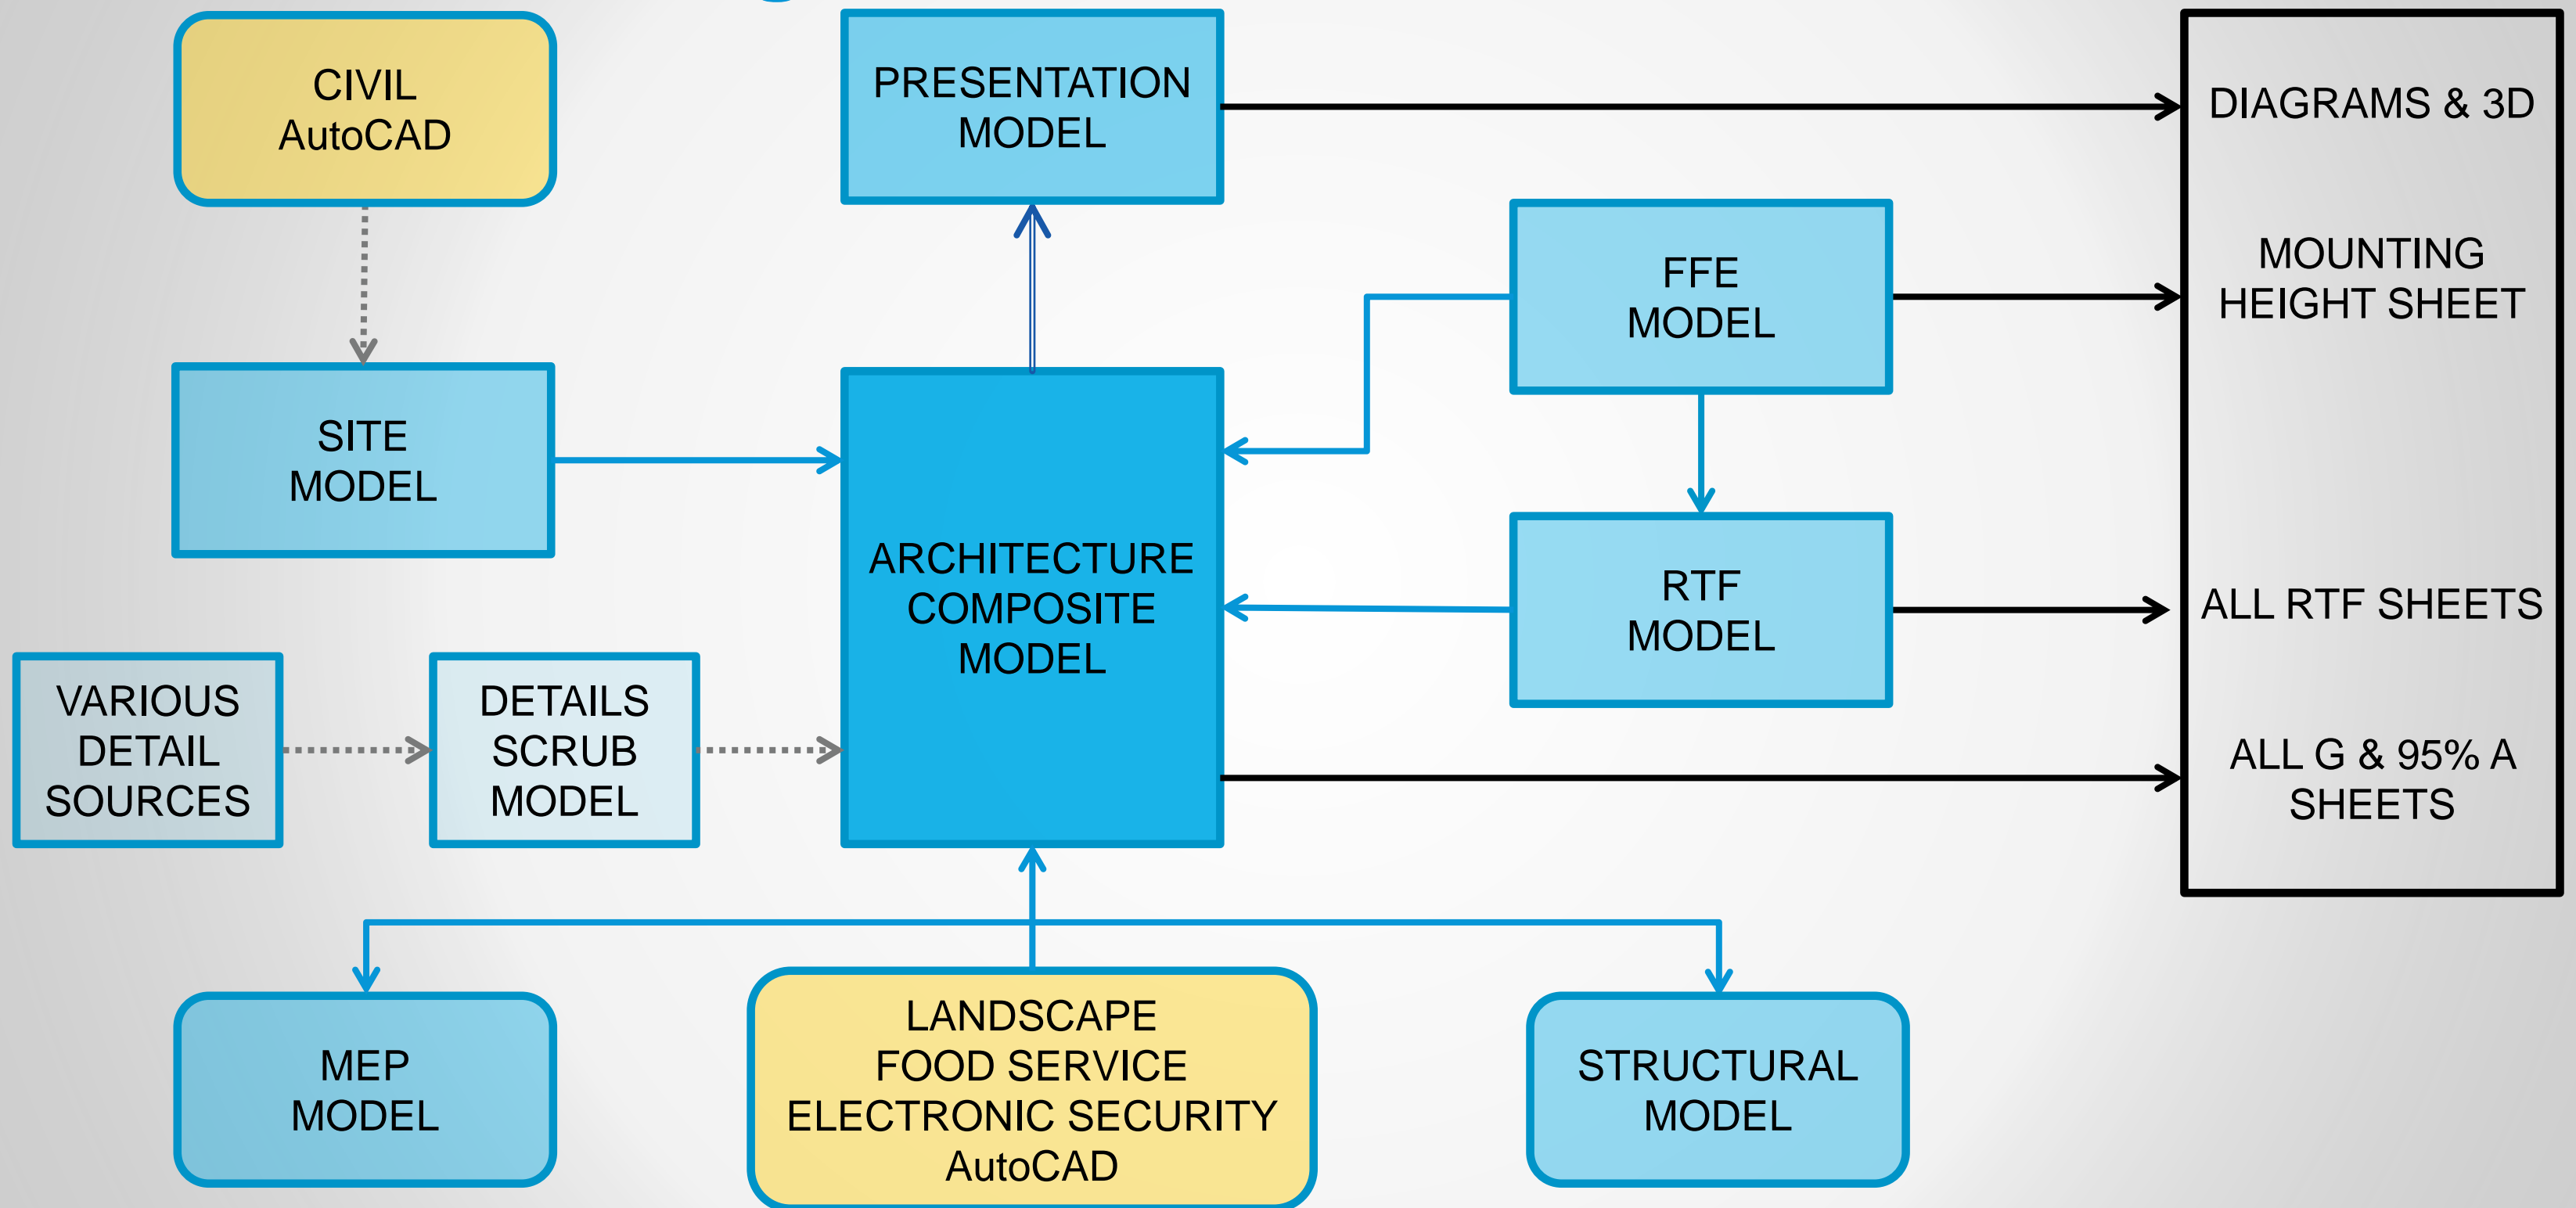 CIVIL
AutoCAD
PRESENTATION
MODEL
DIAGRAMS & 3D
FFE
MODEL
MOUNTING
HEIGHT SHEET
SITE
MODEL
ARCHITECTURE
COMPOSITE
MODEL
RTF
MODEL
ALL RTF SHEETS
VARIOUS
DETAIL
SOURCES
DETAILS
SCRUB
MODEL
ALL G & 95% A
SHEETS
MEP
MODEL
LANDSCAPE
FOOD SERVICE
ELECTRONIC SECURITY
AutoCAD
STRUCTURAL
MODEL